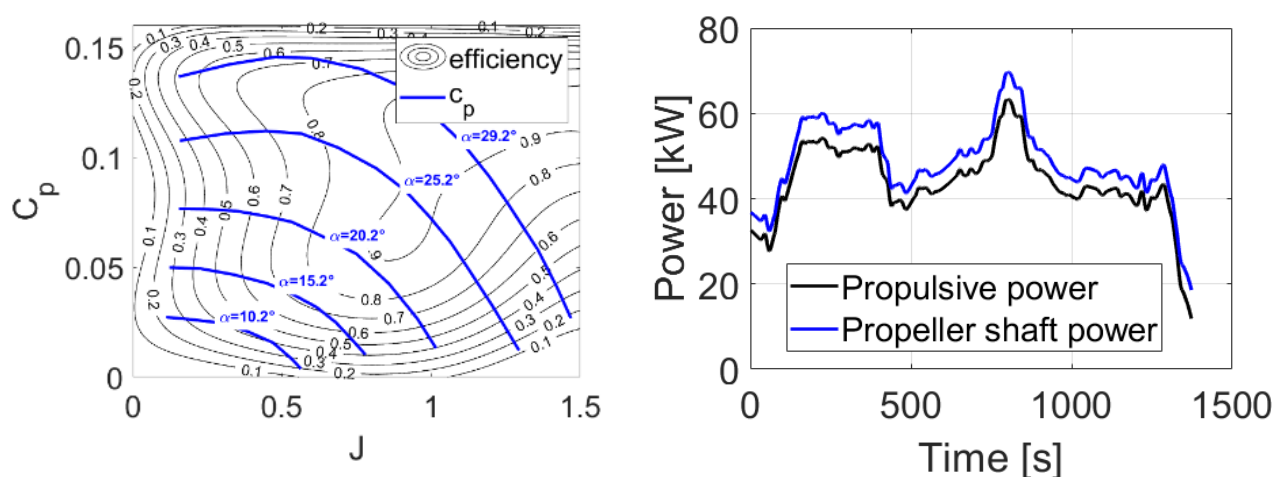 0.15
0.1
0.05
0
C_p
0
0.5
1
1.5
J
efficiency
c_p
α=29.2°
α=25.2°
α=20.2°
α=15.2°
α=10.2°
0.1
0.2
0.3
0.4
0.5
0.6
0.7
0.8
0.9
80
60
40
20
0
Power [kW]
Propulsive power
Propeller shaft power
0
500
1000
1500
Time [s]